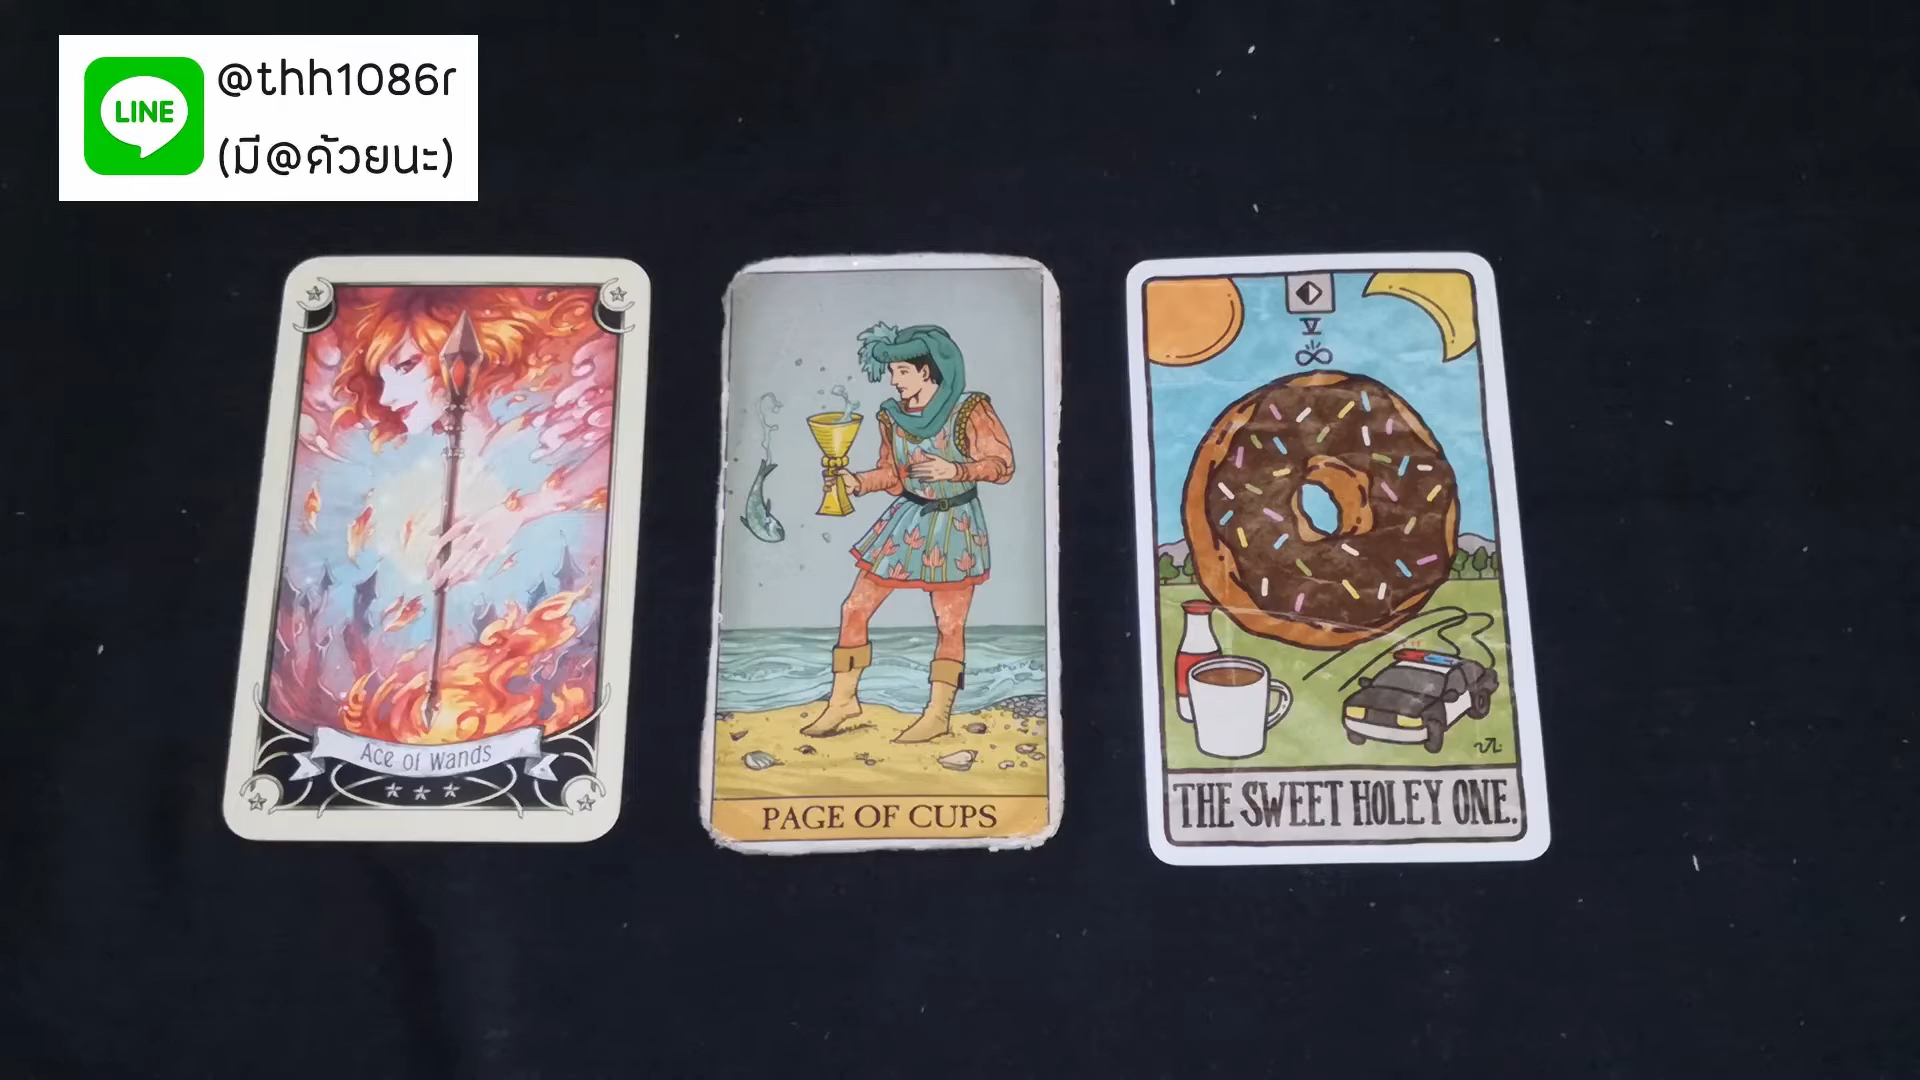 LINE
@thh1086r
(มี@ด้วยนะ)
Ace of Wands
PAGE OF CUPS
V
THE SWEET HOLEY ONE.